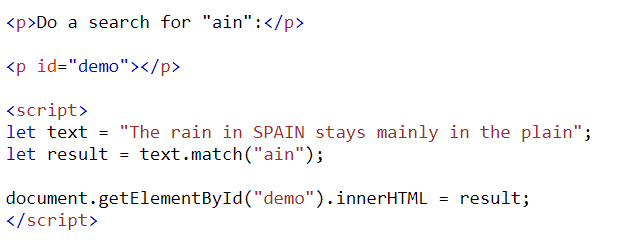 <p>Do a search for "ain":</p>
<p id="demo"></p>
<script>
let text = "The rain in SPAIN stays mainly in the plain";
let result = text.match("ain");
document.getElementById("demo").innerHTML = result;
</script>